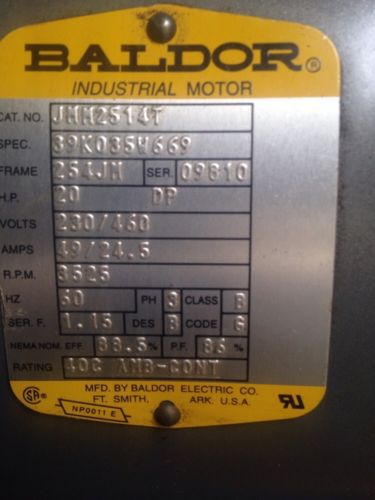 BALDOR®
INDUSTRIAL MOTOR
CAT. NO. JMM2514T
SPEC. 39K035W669
FRAME 254JM SER. 09810
H.P. 20 DP
VOLTS 230/460
AMPS 49/24.5
R.P.M. 3525
HZ 60 PH 3 CLASS B
SER. F. 1.15 DES B CODE G
NEMA NOM. EFF. 88.5% P.F. 86 %
RATING 40C AMB-CONT
MFD. BY BALDOR ELECTRIC CO.
FT. SMITH, ARK. U.S.A.
NP0011 E